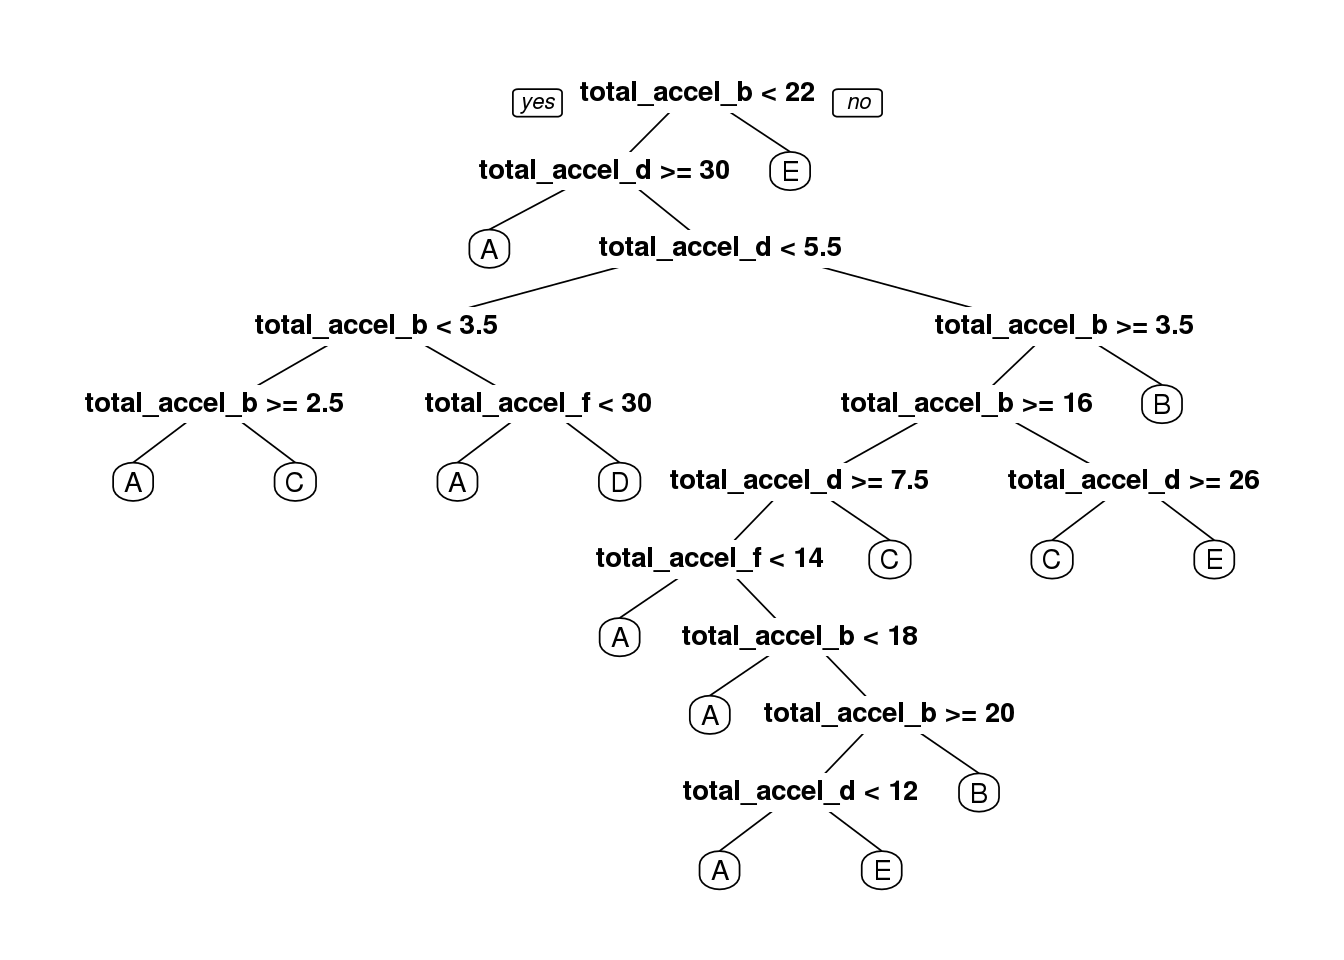 yes total_accel_b < 22 no
total_accel_d >= 30 E
A total_accel_d < 5.5
total_accel_b < 3.5 total_accel_b >= 3.5
total_accel_b >= 2.5 total_accel_f < 30 total_accel_b >= 16 B
A C A D total_accel_d >= 7.5 total_accel_d >= 26
total_accel_f < 14 C C E
A total_accel_b < 18
A total_accel_b >= 20
total_accel_d < 12 B
A E